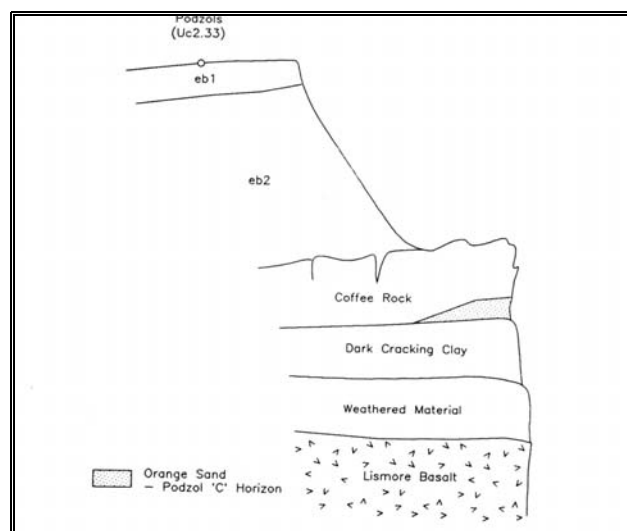 Podzols
(Uc2.33)
eb1
eb2
Coffee Rock
Dark Cracking Clay
Weathered Material
Lismore Basalt
Orange Sand
– Podzol 'C' Horizon